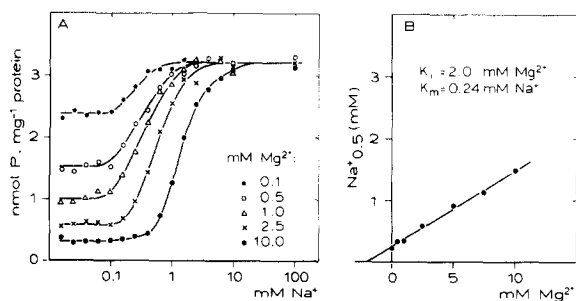 A
nmol P. mg⁻¹ protein
3
2
1
0
0.1
1
10
100
mM Na⁺
mM Mg²⁺:
• 0.1
○ 0.5
△ 1.0
× 2.5
• 10.0
B
Na⁺0.5 (mM)
3.0
1.5
0
5
10
mM Mg²⁺
Kᵢ = 2.0 mM Mg²⁺
Kₘ = 0.24 mM Na⁺